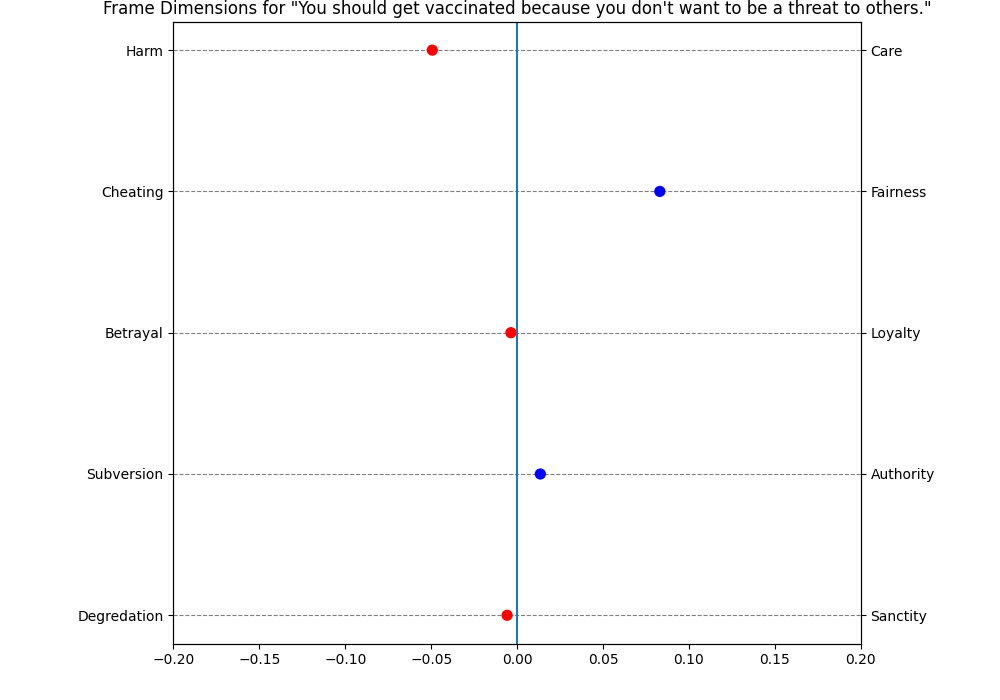 Frame Dimensions for "You should get vaccinated because you don't want to be a threat to others."
Harm Care
Cheating Fairness
Betrayal Loyalty
Subversion Authority
Degredation Sanctity
−0.20 −0.15 −0.10 −0.05 0.00 0.05 0.10 0.15 0.20